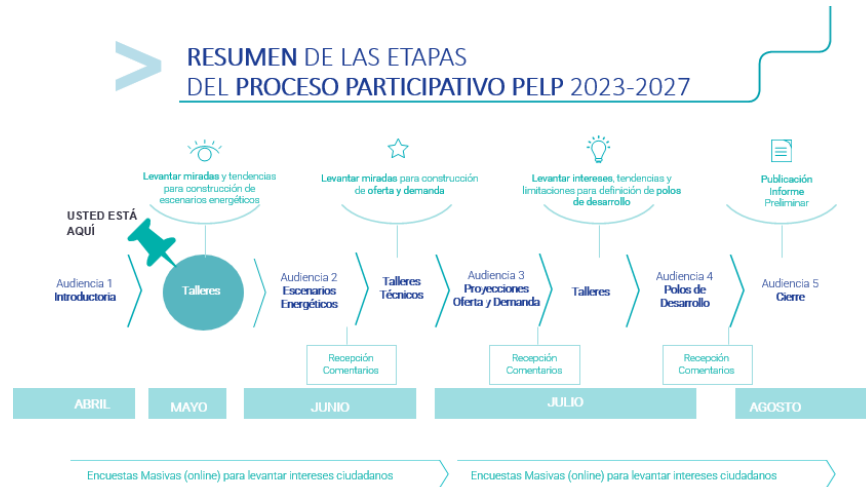 RESUMEN DE LAS ETAPAS
DEL PROCESO PARTICIPATIVO PELP 2023-2027
Levantar miradas y tendencias
para construcción de
escenarios energéticos
Levantar miradas para construcción
de oferta y demanda
Levantar intereses, tendencias y
limitaciones para definición de polos
de desarrollo
Publicación
Informe
Preliminar
USTED ESTÁ
AQUÍ
Audiencia 1
Introductoria
Talleres
Audiencia 2
Escenarios
Energéticos
Talleres
Técnicos
Audiencia 3
Proyecciones
Oferta y Demanda
Talleres
Audiencia 4
Polos de
Desarrollo
Audiencia 5
Cierre
Recepción
Comentarios
Recepción
Comentarios
Recepción
Comentarios
ABRIL
MAYO
JUNIO
JULIO
AGOSTO
Encuestas Masivas (online) para levantar intereses ciudadanos
Encuestas Masivas (online) para levantar intereses ciudadanos